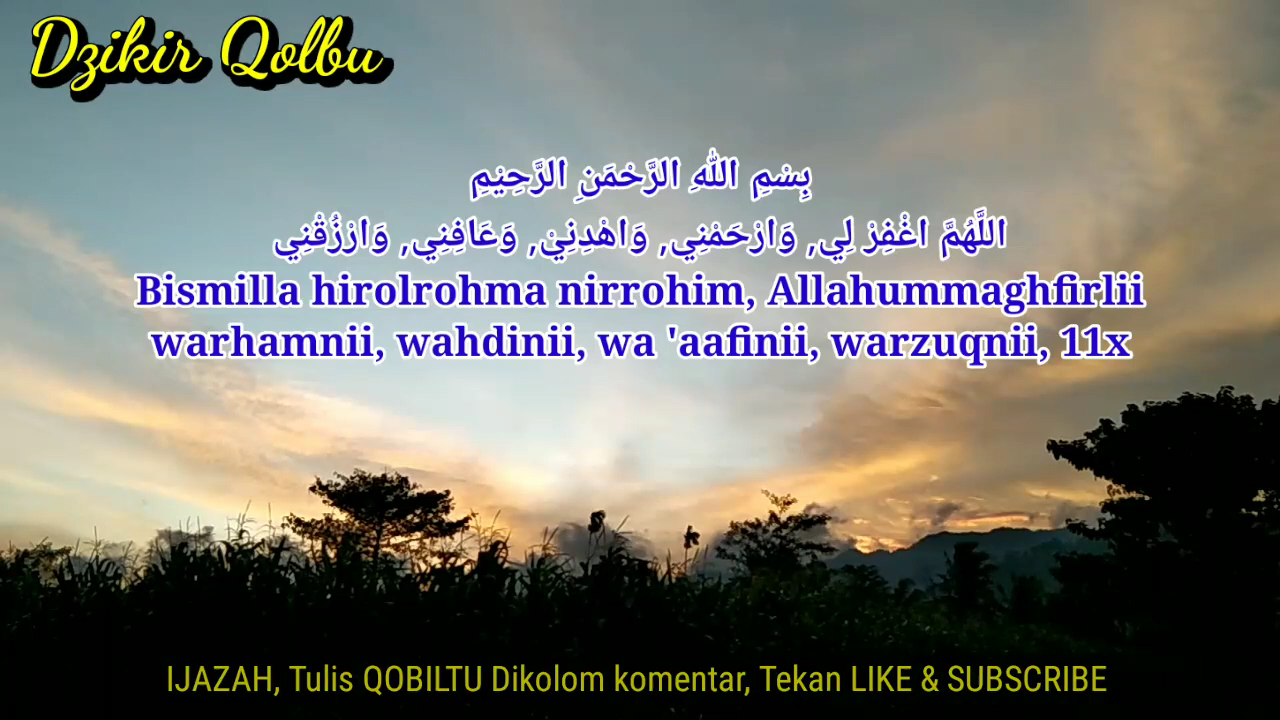 Dzikir Qolbu
بِسْمِ اللهِ الرَّحْمَنِ الرَّحِيْمِ
اللَّهُمَّ اغْفِرْ لِي, وَارْحَمْنِي, وَاهْدِنِيْ, وَعَافِنِي, وَارْزُقْنِي
Bismilla hirolrohma nirrohim, Allahummaghfirlii
warhamnii, wahdinii, wa 'aafinii, warzuqnii, 11x
IJAZAH, Tulis QOBILTU Dikolom komentar, Tekan LIKE & SUBSCRIBE